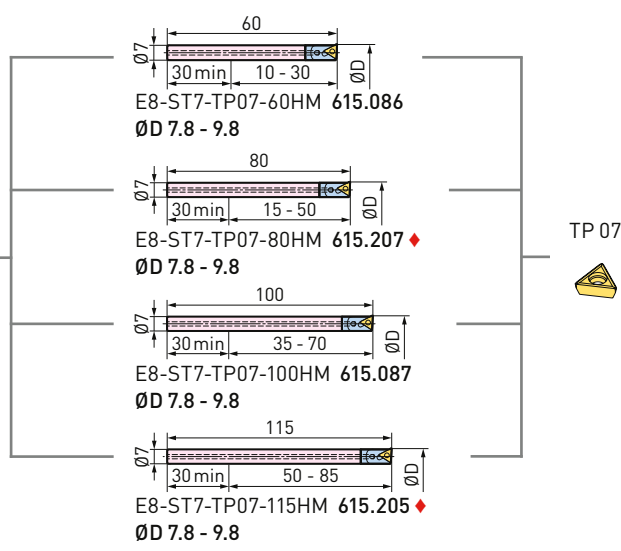 60
Ø7
30 min 10 - 30
ØD
E8-ST7-TP07-60HM 615.086
ØD 7.8 - 9.8
80
Ø7
30 min 15 - 50
ØD
E8-ST7-TP07-80HM 615.207 ♦
ØD 7.8 - 9.8
TP 07
100
Ø7
30 min 35 - 70
ØD
E8-ST7-TP07-100HM 615.087
ØD 7.8 - 9.8
115
Ø7
30 min 50 - 85
ØD
E8-ST7-TP07-115HM 615.205 ♦
ØD 7.8 - 9.8